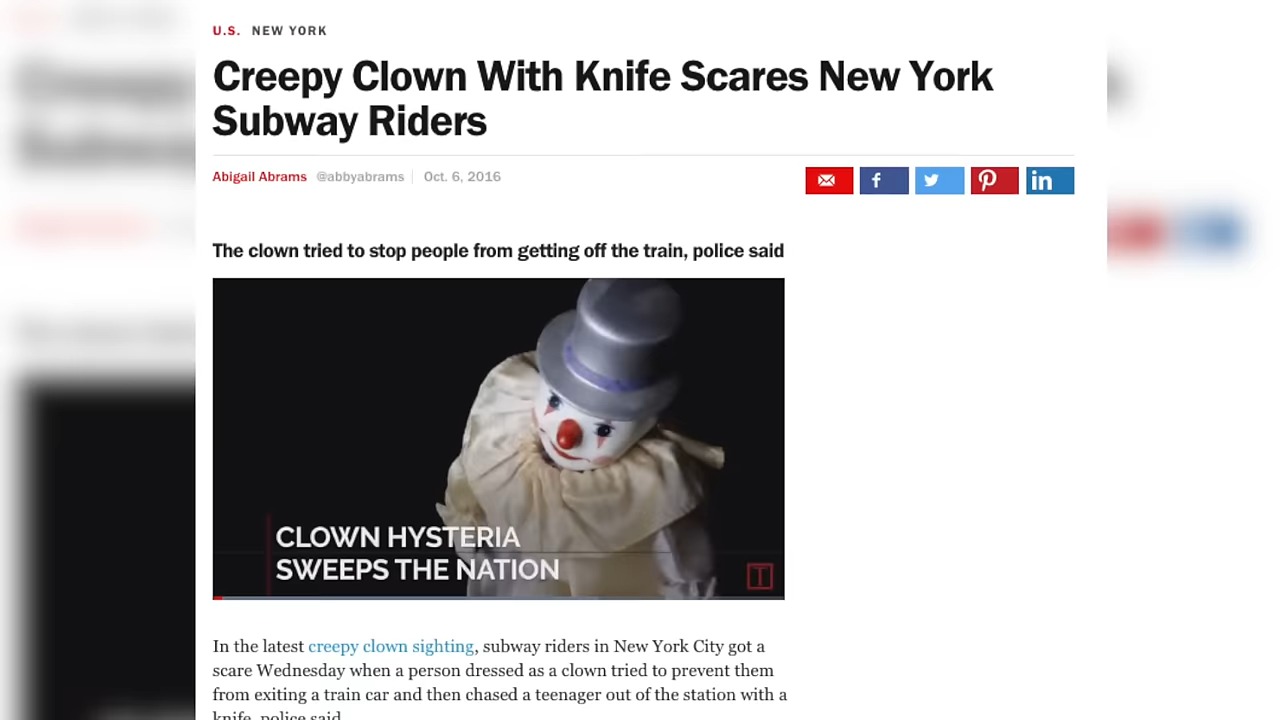 U.S. NEW YORK
Creepy Clown With Knife Scares New York
Subway Riders
Abigail Abrams @abbyabrams Oct. 6, 2016
The clown tried to stop people from getting off the train, police said
CLOWN HYSTERIA
SWEEPS THE NATION
In the latest creepy clown sighting, subway riders in New York City got a
scare Wednesday when a person dressed as a clown tried to prevent them
from exiting a train car and then chased a teenager out of the station with a
knife, police said.